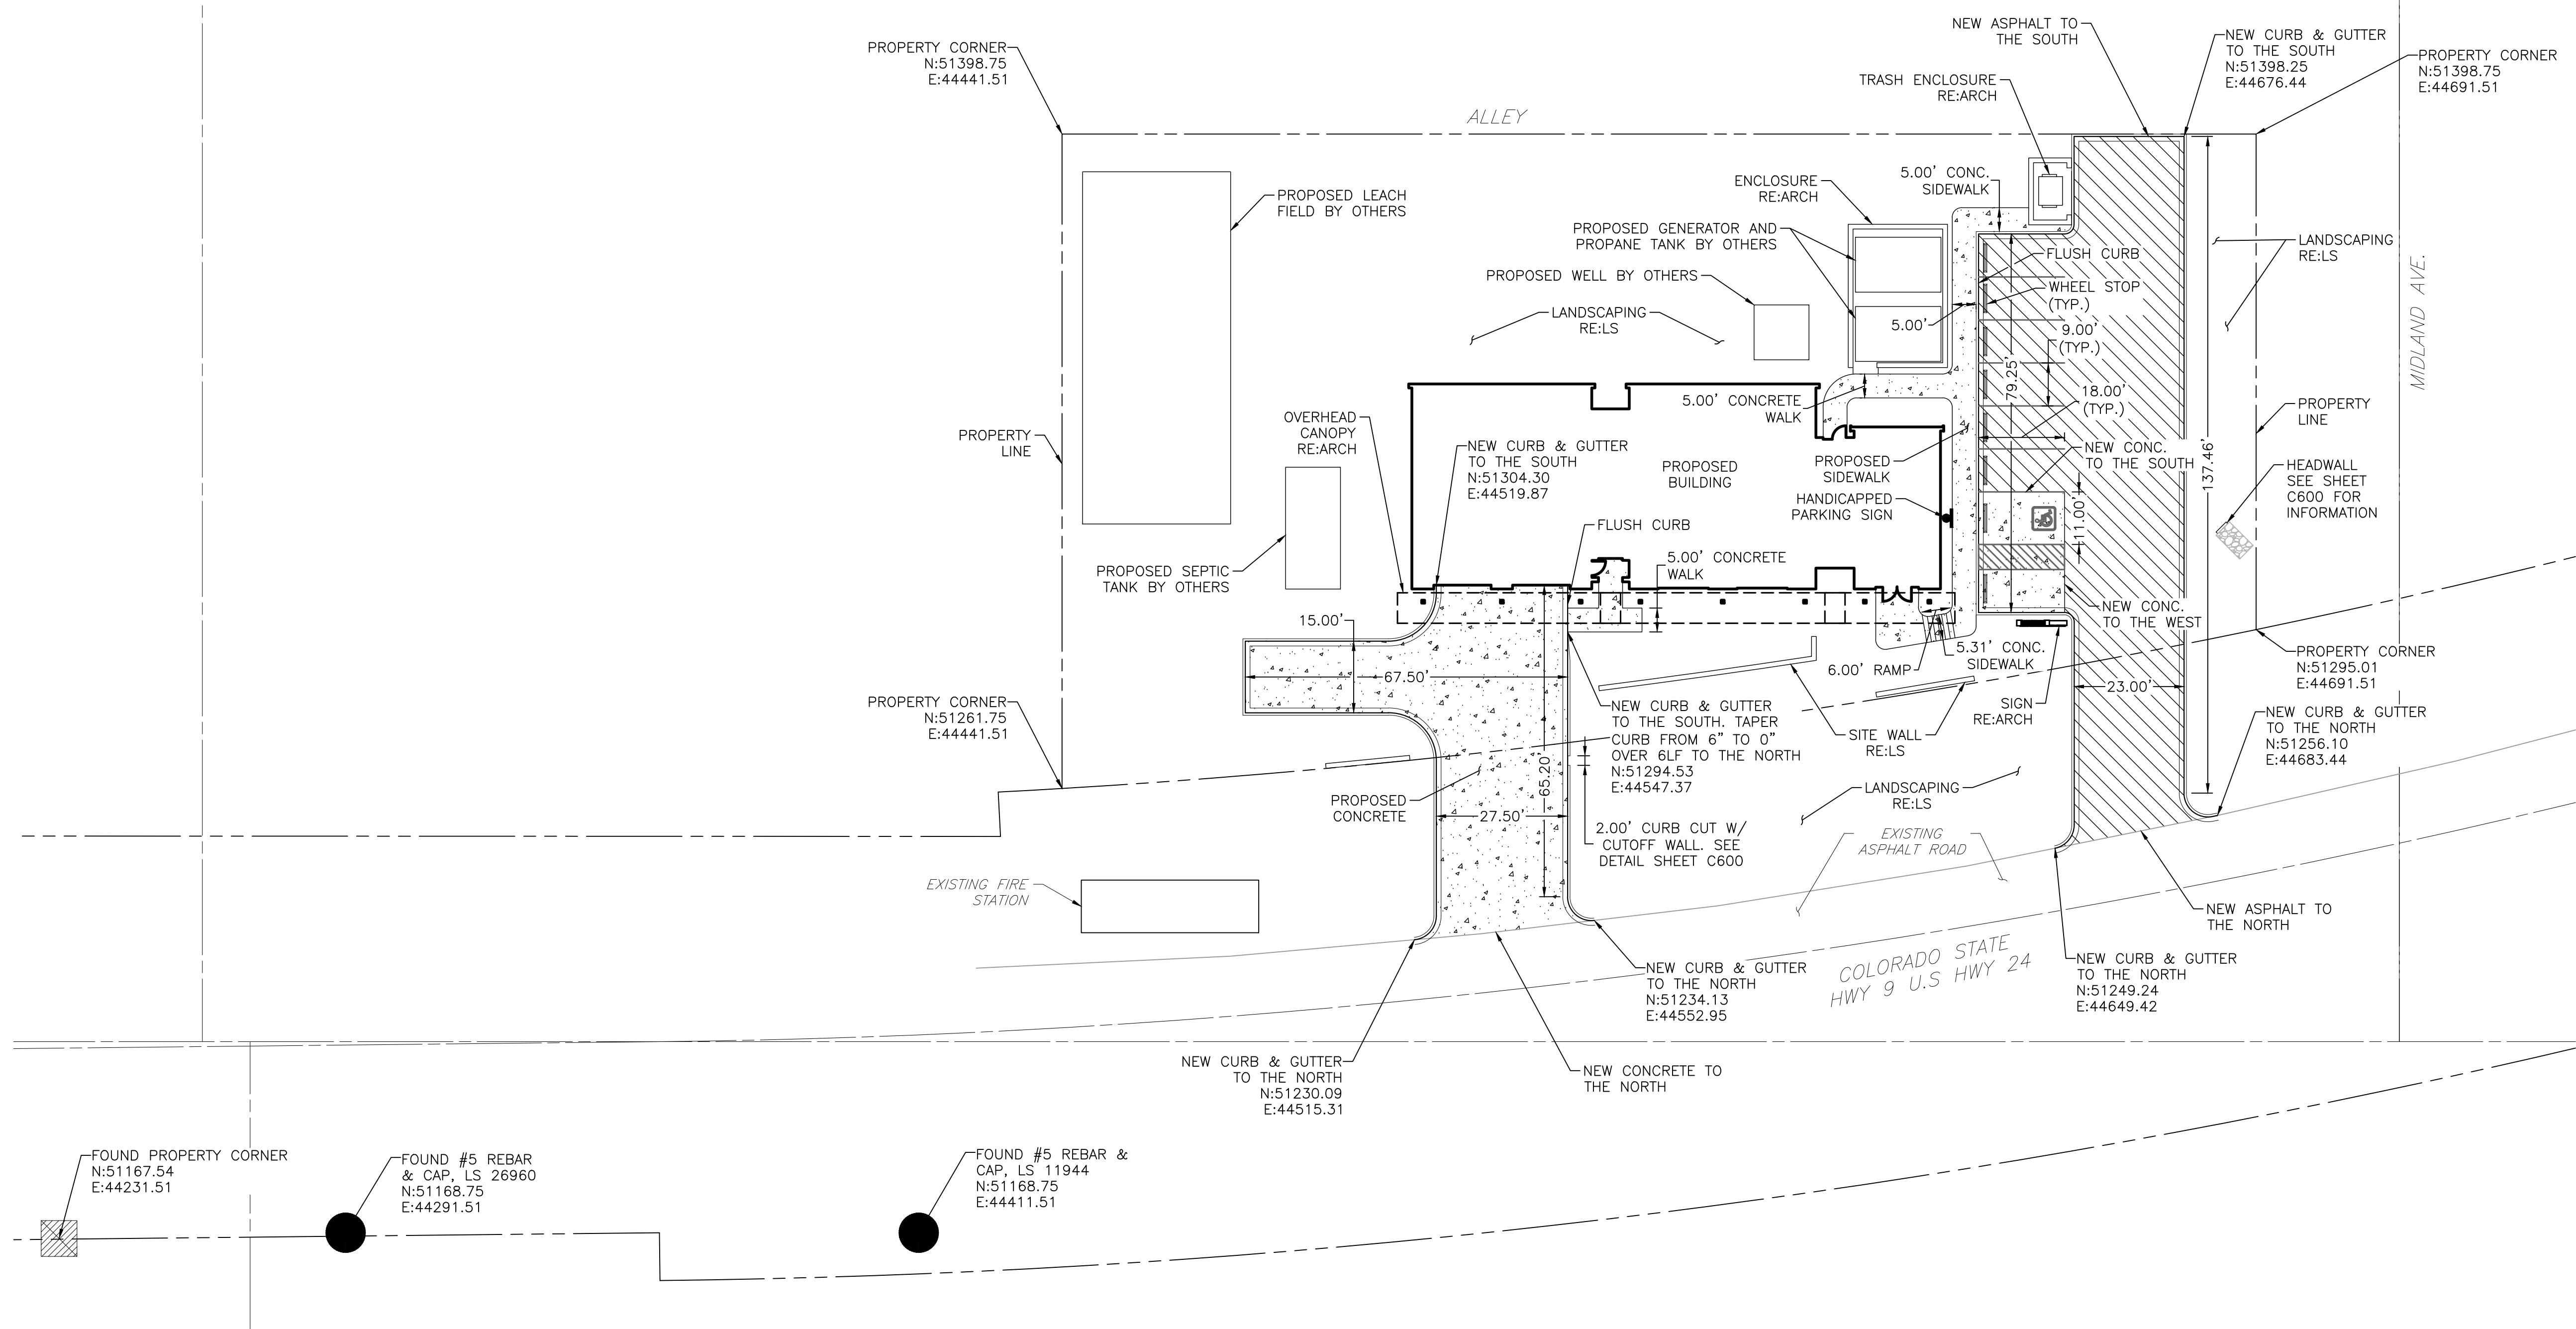 NEW ASPHALT TO
THE SOUTH
NEW CURB & GUTTER
TO THE SOUTH
N:51398.25
E:44676.44
PROPERTY CORNER
N:51398.75
E:44441.51
PROPERTY CORNER
N:51398.75
E:44691.51
TRASH ENCLOSURE
RE:ARCH
ALLEY
5.00' CONC.
SIDEWALK
ENCLOSURE
RE:ARCH
PROPOSED LEACH
FIELD BY OTHERS
PROPOSED GENERATOR AND
PROPANE TANK BY OTHERS
LANDSCAPING
RE:LS
FLUSH CURB
PROPOSED WELL BY OTHERS
WHEEL STOP
(TYP.)
MIDLAND AVE.
LANDSCAPING
RE:LS
5.00'
9.00'
(TYP.)
79.25'
18.00'
(TYP.)
5.00' CONCRETE
WALK
OVERHEAD
CANOPY
RE:ARCH
PROPERTY
LINE
PROPERTY
LINE
NEW CURB & GUTTER
TO THE SOUTH
N:51304.30
E:44519.87
PROPOSED
BUILDING
PROPOSED
SIDEWALK
NEW CONC.
TO THE SOUTH
137.46'
HEADWALL
SEE SHEET
C600 FOR
INFORMATION
HANDICAPPED
PARKING SIGN
11.00'
FLUSH CURB
5.00' CONCRETE
WALK
PROPOSED SEPTIC
TANK BY OTHERS
NEW CONC.
TO THE WEST
15.00'
5.31' CONC.
SIDEWALK
6.00' RAMP
PROPERTY CORNER
N:51295.01
E:44691.51
67.50'
23.00'
PROPERTY CORNER
N:51261.75
E:44441.51
SIGN
RE:ARCH
NEW CURB & GUTTER
TO THE SOUTH. TAPER
CURB FROM 6" TO 0"
OVER 6LF TO THE NORTH
N:51294.53
E:44547.37
SITE WALL
RE:LS
NEW CURB & GUTTER
TO THE NORTH
N:51256.10
E:44683.44
65.20'
PROPOSED
CONCRETE
LANDSCAPING
RE:LS
27.50'
2.00' CURB CUT W/
CUTOFF WALL. SEE
DETAIL SHEET C600
EXISTING
ASPHALT ROAD
EXISTING FIRE
STATION
NEW ASPHALT TO
THE NORTH
COLORADO STATE
HWY 9 U.S HWY 24
NEW CURB & GUTTER
TO THE NORTH
N:51234.13
E:44552.95
NEW CURB & GUTTER
TO THE NORTH
N:51249.24
E:44649.42
NEW CURB & GUTTER
TO THE NORTH
N:51230.09
E:44515.31
NEW CONCRETE TO
THE NORTH
FOUND PROPERTY CORNER
N:51167.54
E:44231.51
FOUND #5 REBAR
& CAP, LS 26960
N:51168.75
E:44291.51
FOUND #5 REBAR &
CAP, LS 11944
N:51168.75
E:44411.51